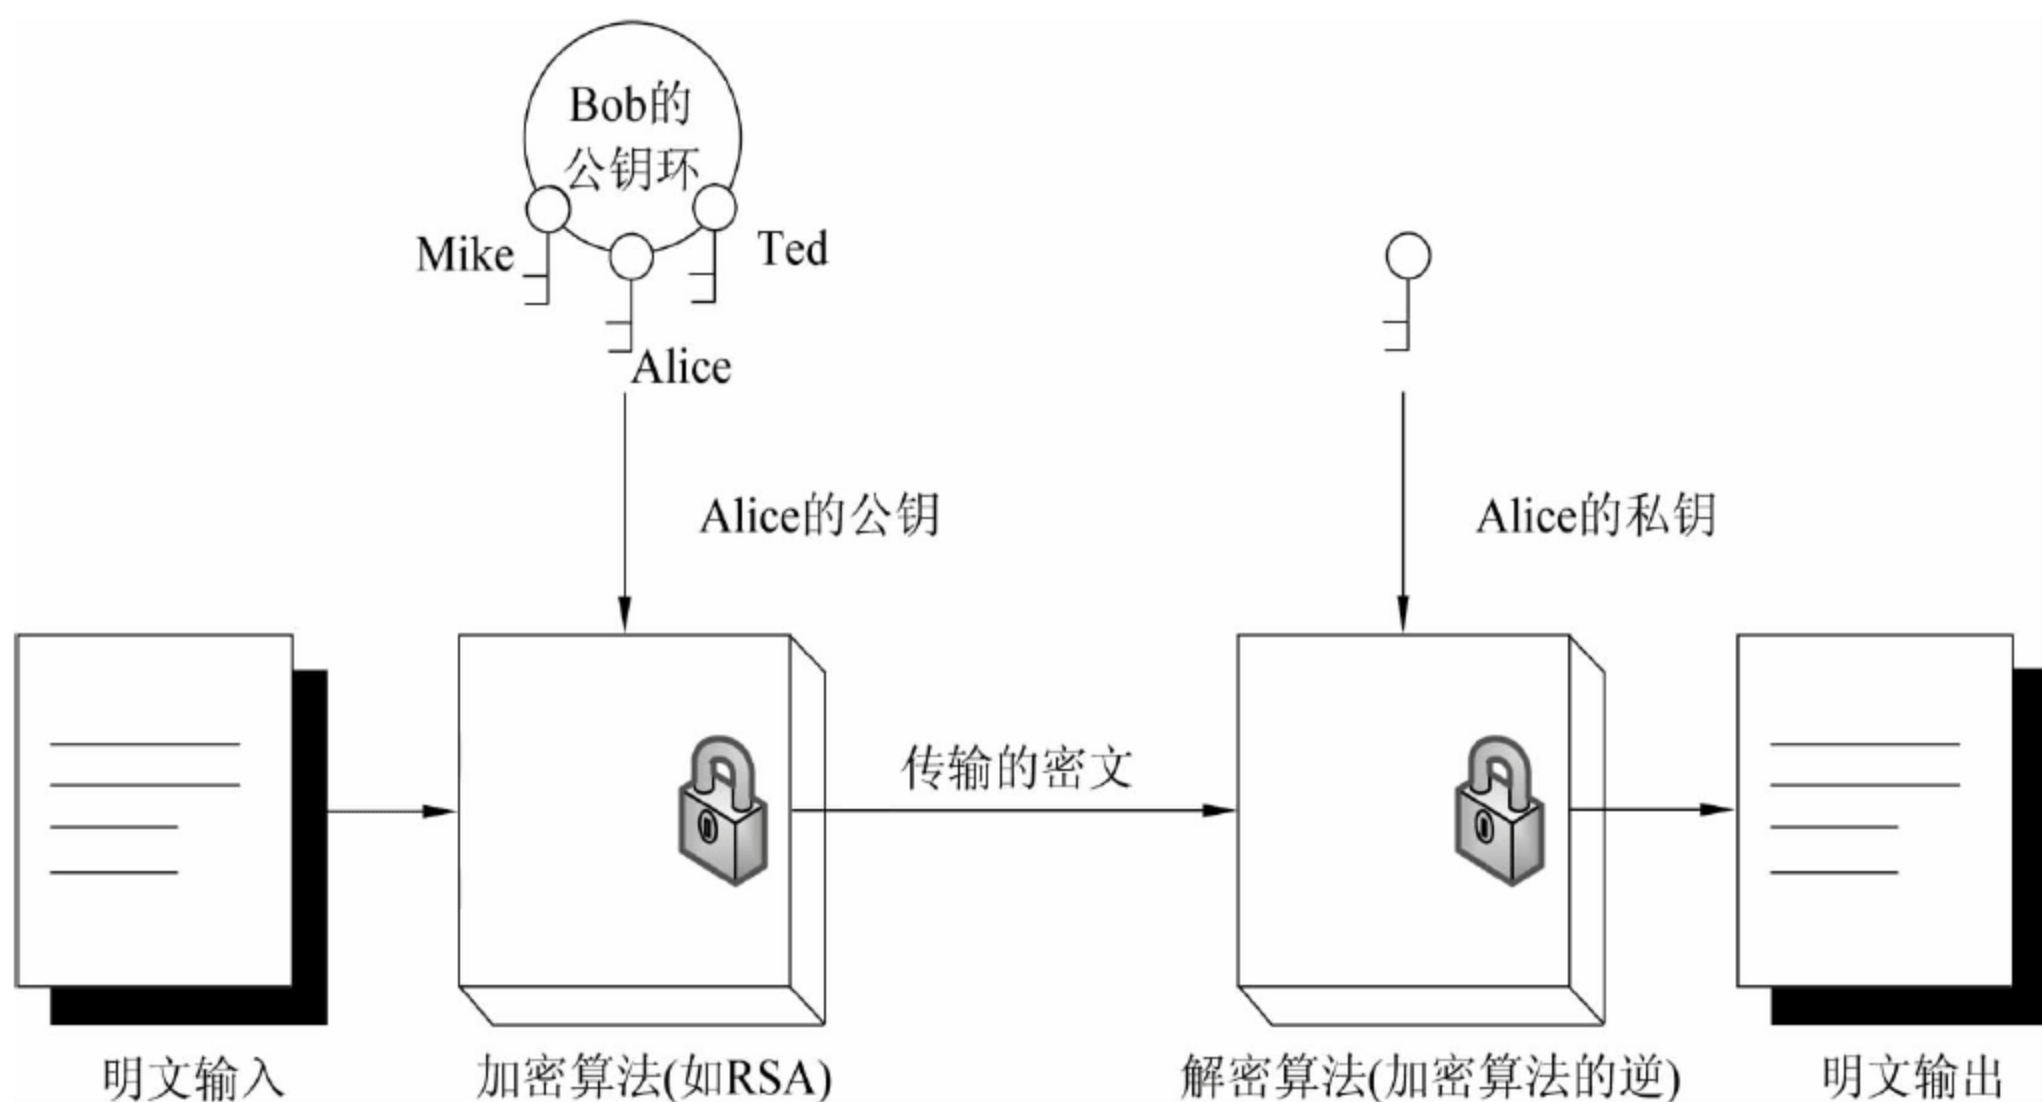 Bob的
公钥环
Mike
Ted
Alice
Alice的公钥
Alice的私钥
传输的密文
明文输入
加密算法(如RSA)
解密算法(加密算法的逆)
明文输出